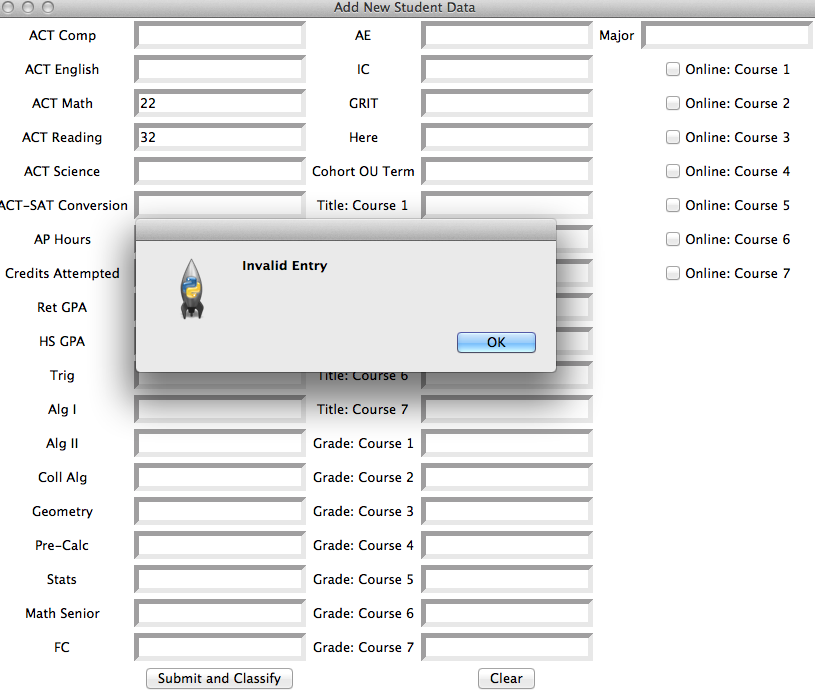 Add New Student Data
ACT Comp AE Major
ACT English IC Online: Course 1
ACT Math 22 GRIT Online: Course 2
ACT Reading 32 Here Online: Course 3
ACT Science Cohort OU Term Online: Course 4
ACT-SAT Conversion Title: Course 1 Online: Course 5
AP Hours Online: Course 6
Credits Attempted Online: Course 7
Invalid Entry
OK
Ret GPA
HS GPA
Trig Title: Course 6
Alg I Title: Course 7
Alg II Grade: Course 1
Coll Alg Grade: Course 2
Geometry Grade: Course 3
Pre-Calc Grade: Course 4
Stats Grade: Course 5
Math Senior Grade: Course 6
FC Grade: Course 7
Submit and Classify Clear